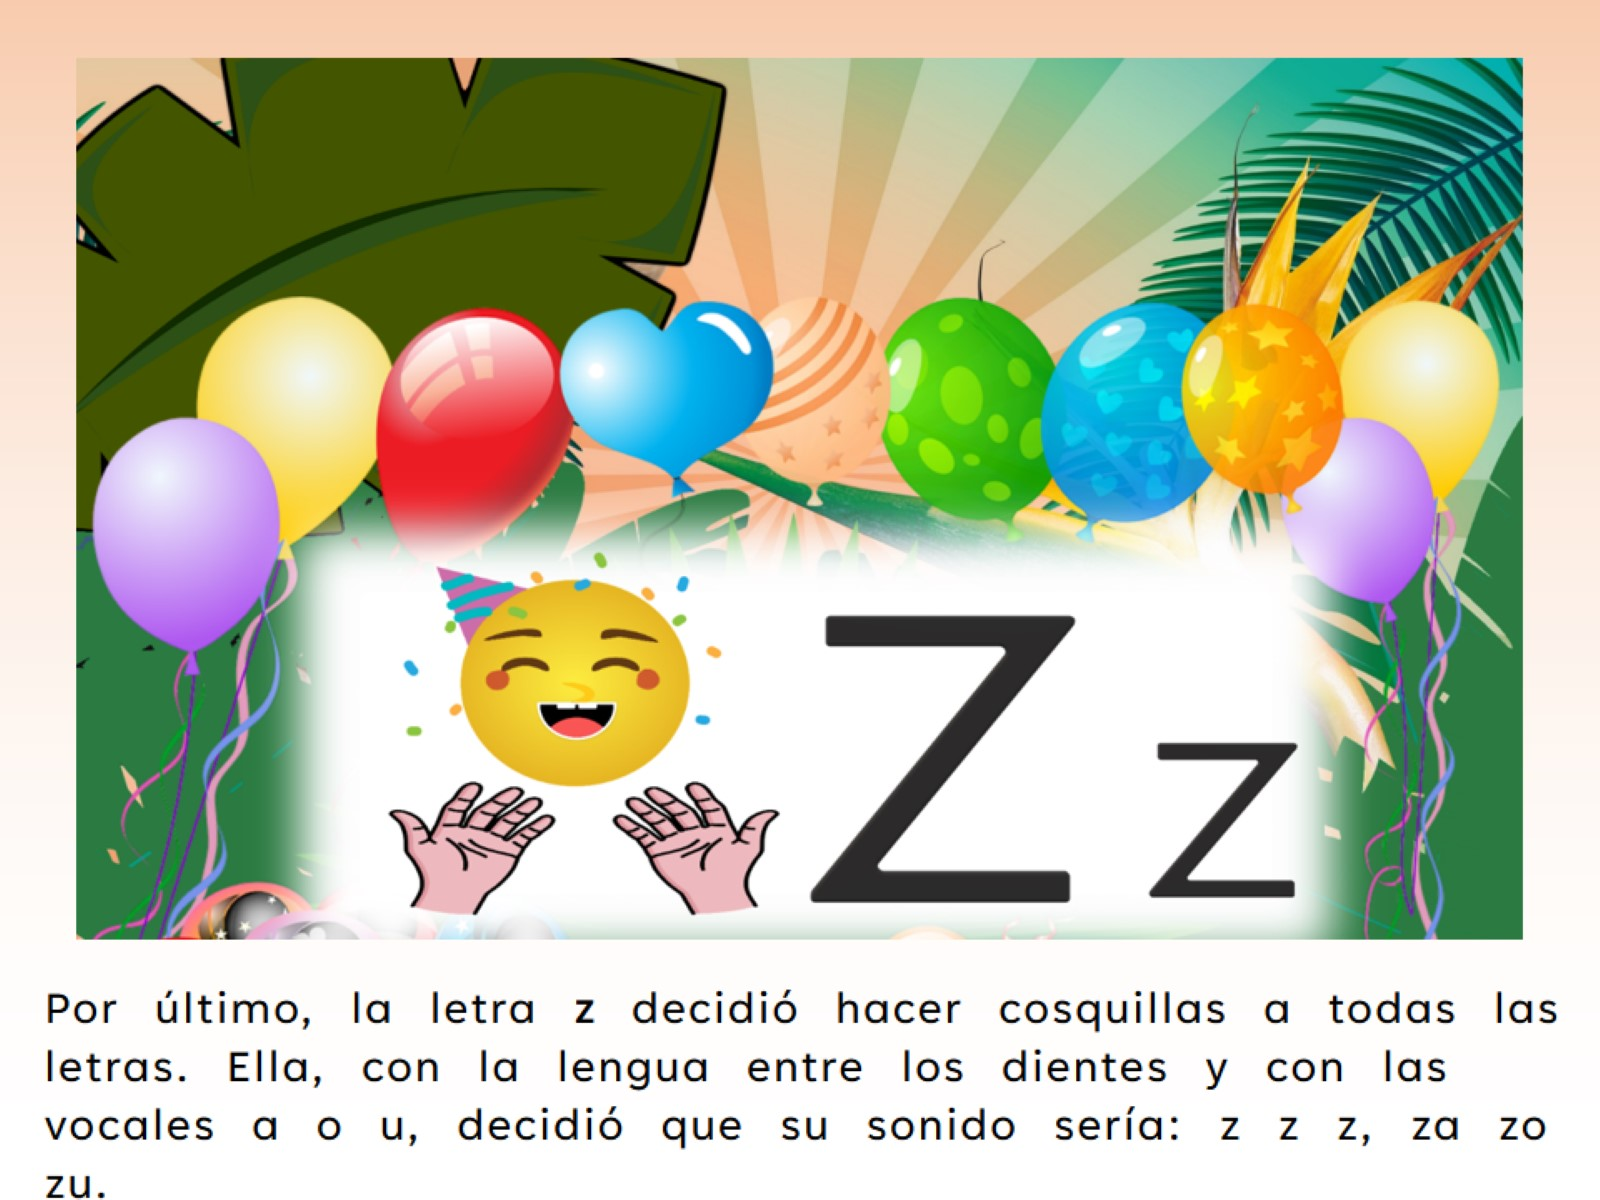 Z z
Por último, la letra z decidió hacer cosquillas a todas las
letras. Ella, con la lengua entre los dientes y con las
vocales a o u, decidió que su sonido sería: z z z, za zo
zu.